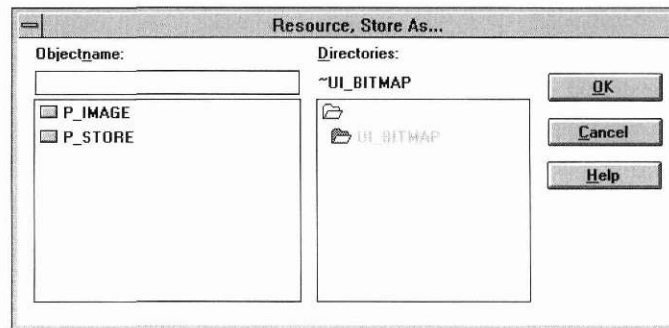 Resource, Store As...
Objectname:
P_IMAGE
P_STORE
Directories:
~UI_BITMAP
UI_BITMAP
OK
Cancel
Help